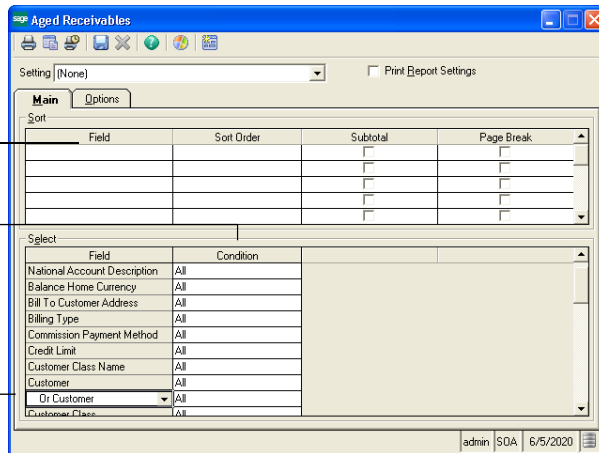 sage Aged Receivables
Setting (None) Print Report Settings
Main Options
Sort
Field Sort Order Subtotal Page Break
Select
Field Condition
National Account Description All
Balance Home Currency All
Bill To Customer Address All
Billing Type All
Commission Payment Method All
Credit Limit All
Customer Class Name All
Customer All
Or Customer All
Customer Class All
admin SOA 6/5/2020